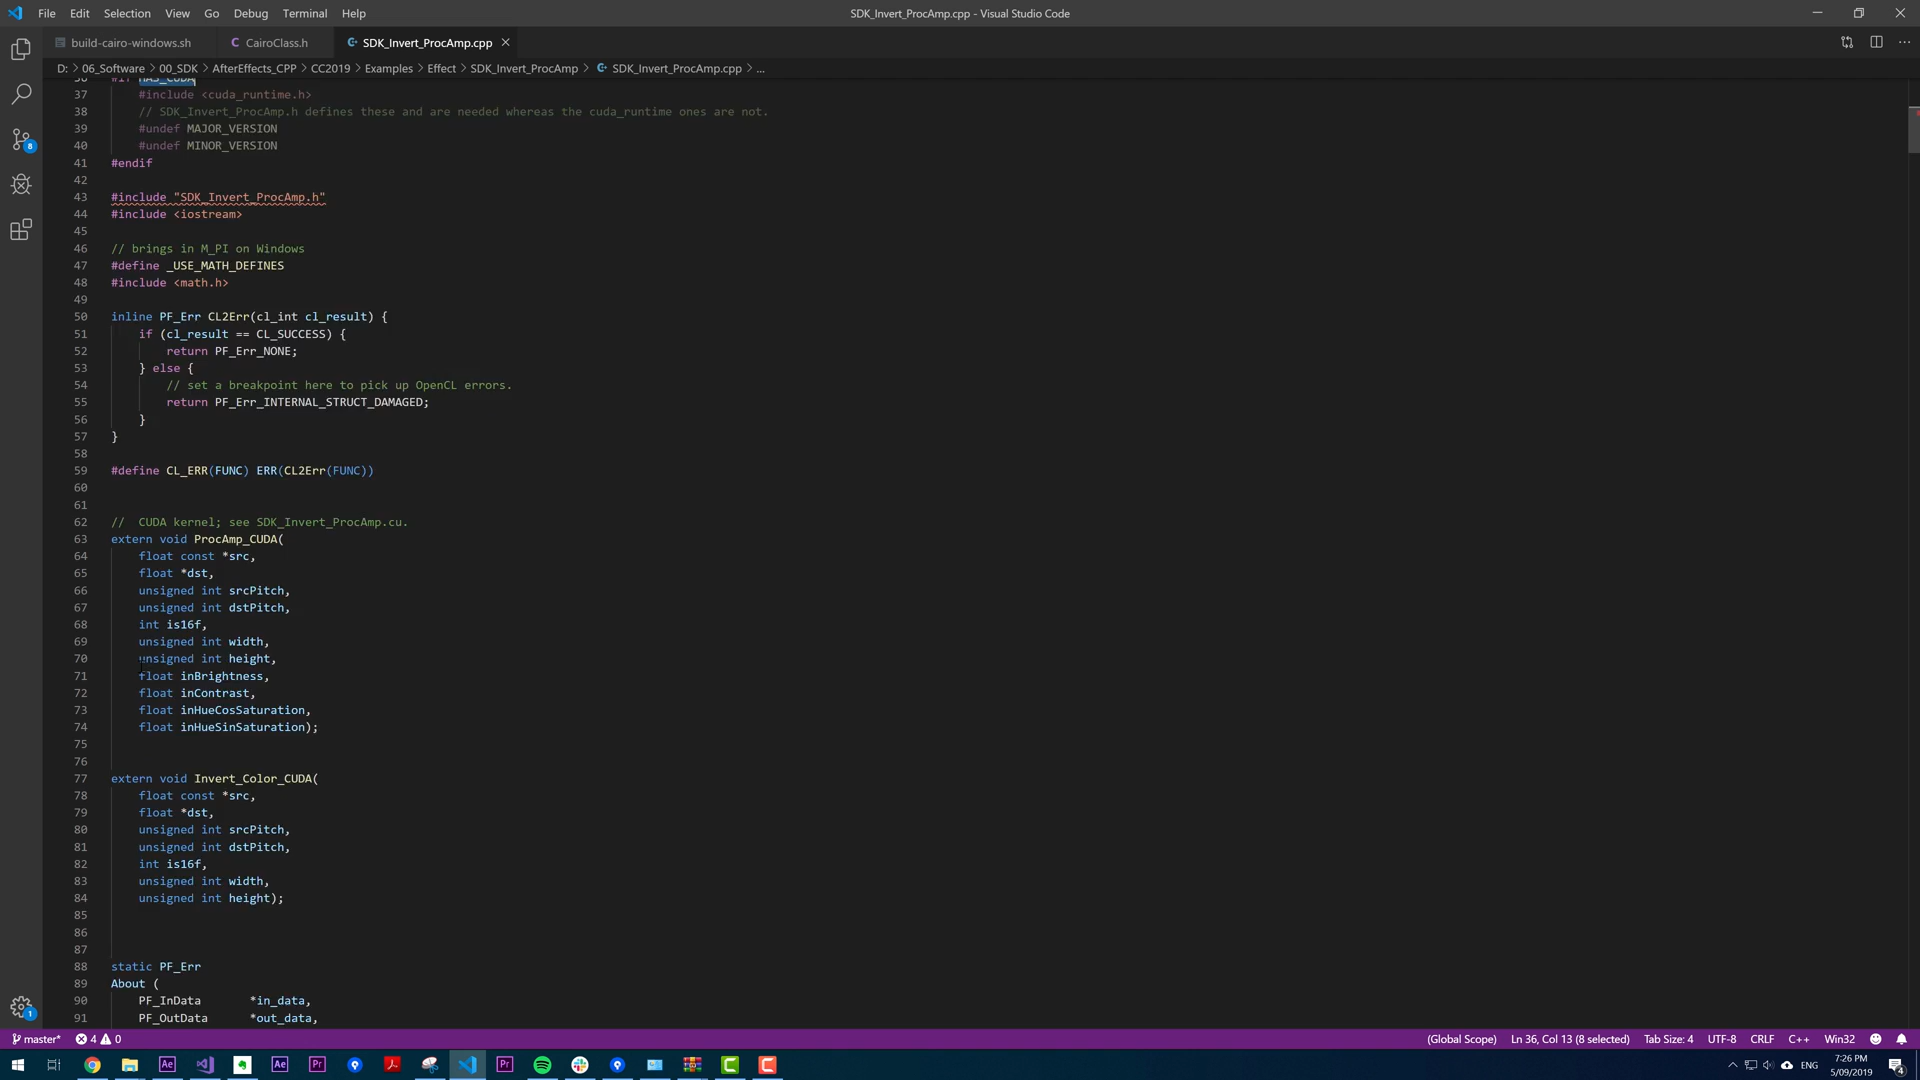 File Edit Selection View Go Debug Terminal Help
SDK_Invert_ProcAmp.cpp - Visual Studio Code
build-cairo-windows.sh
CairoClass.h
SDK_Invert_ProcAmp.cpp
D: > 06_Software > 00_SDK > AfterEffects_CPP > CC2019 > Examples > Effect > SDK_Invert_ProcAmp > SDK_Invert_ProcAmp.cpp > ...
36 #if HAS_CUDA
37 #include <cuda_runtime.h>
38 // SDK_Invert_ProcAmp.h defines these and are needed whereas the cuda_runtime ones are not.
39 #undef MAJOR_VERSION
40 #undef MINOR_VERSION
41 #endif
42
43 #include "SDK_Invert_ProcAmp.h"
44 #include <iostream>
45
46 // brings in M_PI on Windows
47 #define _USE_MATH_DEFINES
48 #include <math.h>
49
50 inline PF_Err CL2Err(cl_int cl_result) {
51 if (cl_result == CL_SUCCESS) {
52 return PF_Err_NONE;
53 } else {
54 // set a breakpoint here to pick up OpenCL errors.
55 return PF_Err_INTERNAL_STRUCT_DAMAGED;
56 }
57 }
58
59 #define CL_ERR(FUNC) ERR(CL2Err(FUNC))
60
61
62 //  CUDA kernel; see SDK_Invert_ProcAmp.cu.
63 extern void ProcAmp_CUDA(
64 float const *src,
65 float *dst,
66 unsigned int srcPitch,
67 unsigned int dstPitch,
68 int is16f,
69 unsigned int width,
70 unsigned int height,
71 float inBrightness,
72 float inContrast,
73 float inHueCosSaturation,
74 float inHueSinSaturation);
75
76
77 extern void Invert_Color_CUDA(
78 float const *src,
79 float *dst,
80 unsigned int srcPitch,
81 unsigned int dstPitch,
82 int is16f,
83 unsigned int width,
84 unsigned int height);
85
86
87
88 static PF_Err
89 About (
90 PF_InData *in_data,
91 PF_OutData *out_data,
8
1
master* 4 0 (Global Scope) Ln 36, Col 13 (8 selected) Tab Size: 4 UTF-8 CRLF C++ Win32
Ae Ae Pr Pr ENG 7:26 PM
5/09/2019
4